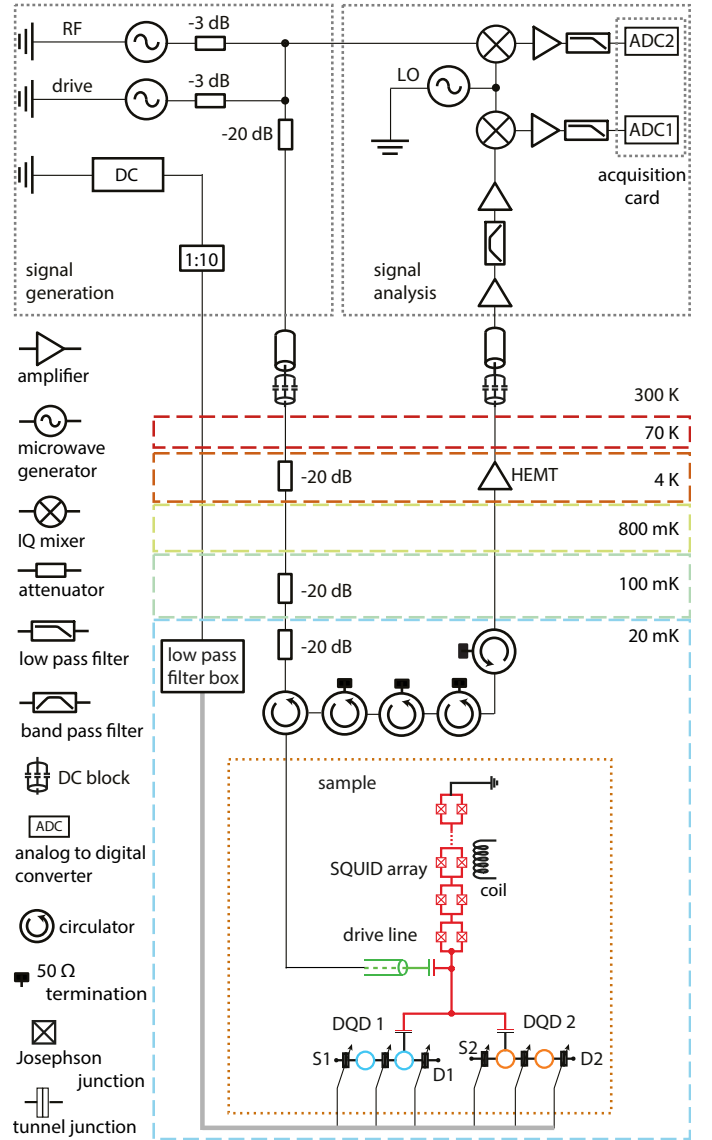 RF
-3 dB
ADC2
drive
-3 dB
LO
-20 dB
ADC1
DC
acquisition
card
1:10
signal
generation
signal
analysis
amplifier
300 K
70 K
microwave
generator
-20 dB
HEMT
4 K
IQ mixer
800 mK
attenuator
-20 dB
100 mK
low pass filter
-20 dB
20 mK
low pass
filter box
band pass filter
DC block
sample
ADC
analog to digital
converter
SQUID array
coil
circulator
drive line
50 Ω
termination
DQD 1
DQD 2
Josephson
junction
S1
D1
S2
D2
tunnel junction